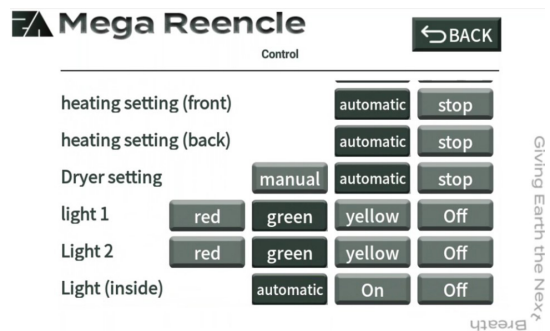 Mega Reencle
BACK
Control
heating setting (front) automatic stop
heating setting (back) automatic stop
Dryer setting manual automatic stop
light 1 red green yellow Off
Light 2 red green yellow Off
Light (inside) automatic On Off
Giving Earth the Next
Breath